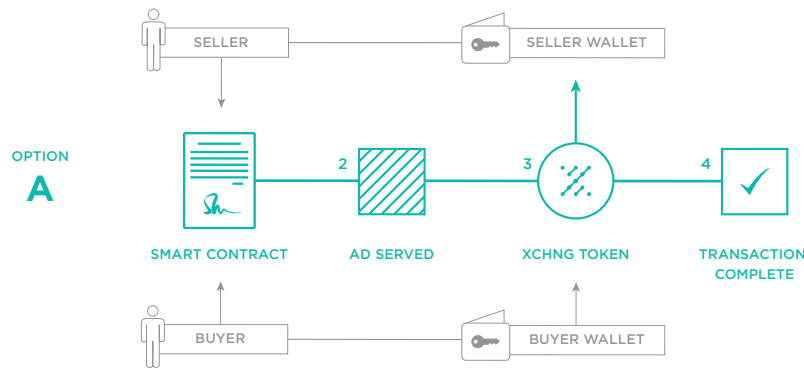 SELLER
SELLER WALLET
OPTION
A
2
3
4
SMART CONTRACT
AD SERVED
XCHNG TOKEN
TRANSACTION
COMPLETE
BUYER
BUYER WALLET